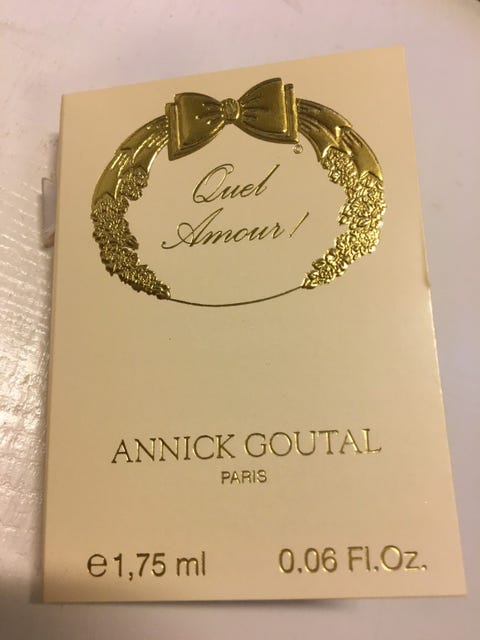 Quel
Amour!
®
ANNICK GOUTAL
PARIS
℮ 1,75 ml 0.06 Fl.Oz.